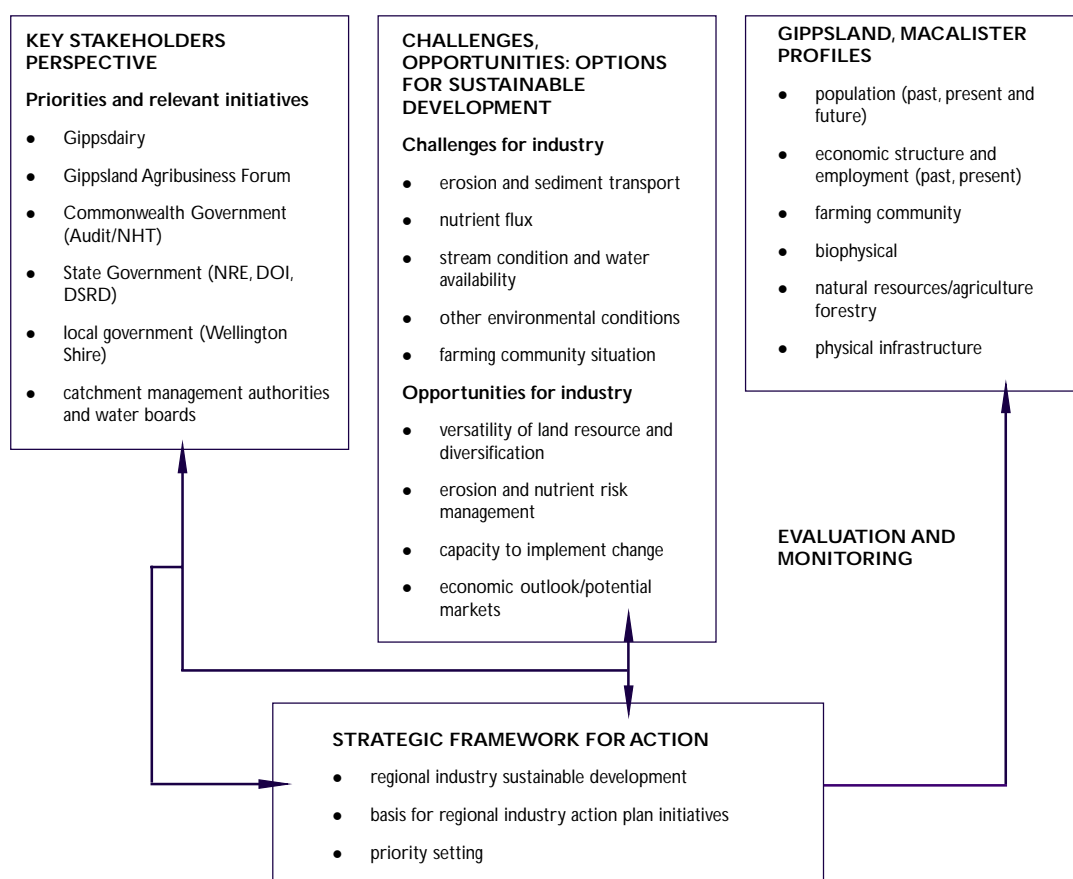 KEY STAKEHOLDERS
PERSPECTIVE
Priorities and relevant initiatives
● Gippsdairy
● Gippsland Agribusiness Forum
● Commonwealth Government
(Audit/NHT)
● State Government (NRE, DOI,
DSRD)
● local government (Wellington
Shire)
● catchment management authorities
and water boards
CHALLENGES,
OPPORTUNITIES: OPTIONS
FOR SUSTAINABLE
DEVELOPMENT
Challenges for industry
● erosion and sediment transport
● nutrient flux
● stream condition and water
availability
● other environmental conditions
● farming community situation
Opportunities for industry
● versatility of land resource and
diversification
● erosion and nutrient risk
management
● capacity to implement change
● economic outlook/potential
markets
GIPPSLAND, MACALISTER
PROFILES
● population (past, present and
future)
● economic structure and
employment (past, present)
● farming community
● biophysical
● natural resources/agriculture
forestry
● physical infrastructure
EVALUATION AND
MONITORING
STRATEGIC FRAMEWORK FOR ACTION
● regional industry sustainable development
● basis for regional industry action plan initiatives
● priority setting